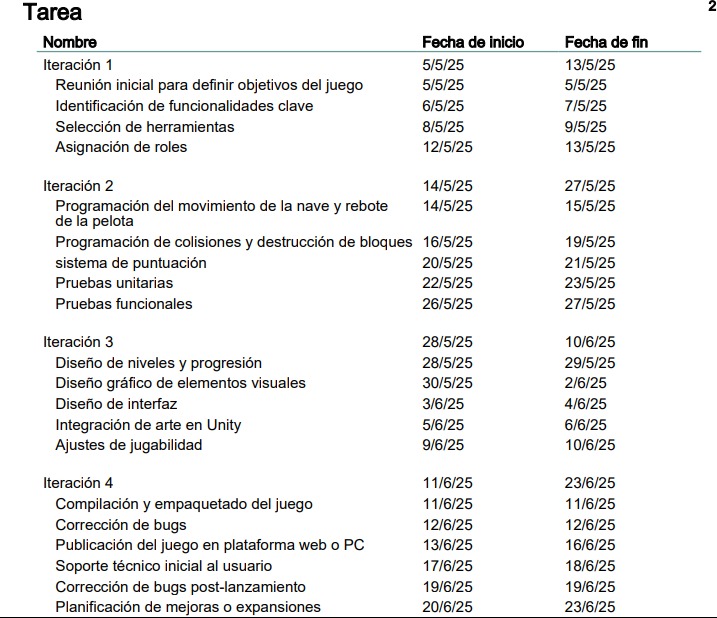 Tarea 2
Nombre Fecha de inicio Fecha de fin
Iteración 1 5/5/25 13/5/25
Reunión inicial para definir objetivos del juego 5/5/25 5/5/25
Identificación de funcionalidades clave 6/5/25 7/5/25
Selección de herramientas 8/5/25 9/5/25
Asignación de roles 12/5/25 13/5/25
Iteración 2 14/5/25 27/5/25
Programación del movimiento de la nave y rebote 14/5/25 15/5/25
de la pelota
Programación de colisiones y destrucción de bloques 16/5/25 19/5/25
sistema de puntuación 20/5/25 21/5/25
Pruebas unitarias 22/5/25 23/5/25
Pruebas funcionales 26/5/25 27/5/25
Iteración 3 28/5/25 10/6/25
Diseño de niveles y progresión 28/5/25 29/5/25
Diseño gráfico de elementos visuales 30/5/25 2/6/25
Diseño de interfaz 3/6/25 4/6/25
Integración de arte en Unity 5/6/25 6/6/25
Ajustes de jugabilidad 9/6/25 10/6/25
Iteración 4 11/6/25 23/6/25
Compilación y empaquetado del juego 11/6/25 11/6/25
Corrección de bugs 12/6/25 12/6/25
Publicación del juego en plataforma web o PC 13/6/25 16/6/25
Soporte técnico inicial al usuario 17/6/25 18/6/25
Corrección de bugs post-lanzamiento 19/6/25 19/6/25
Planificación de mejoras o expansiones 20/6/25 23/6/25